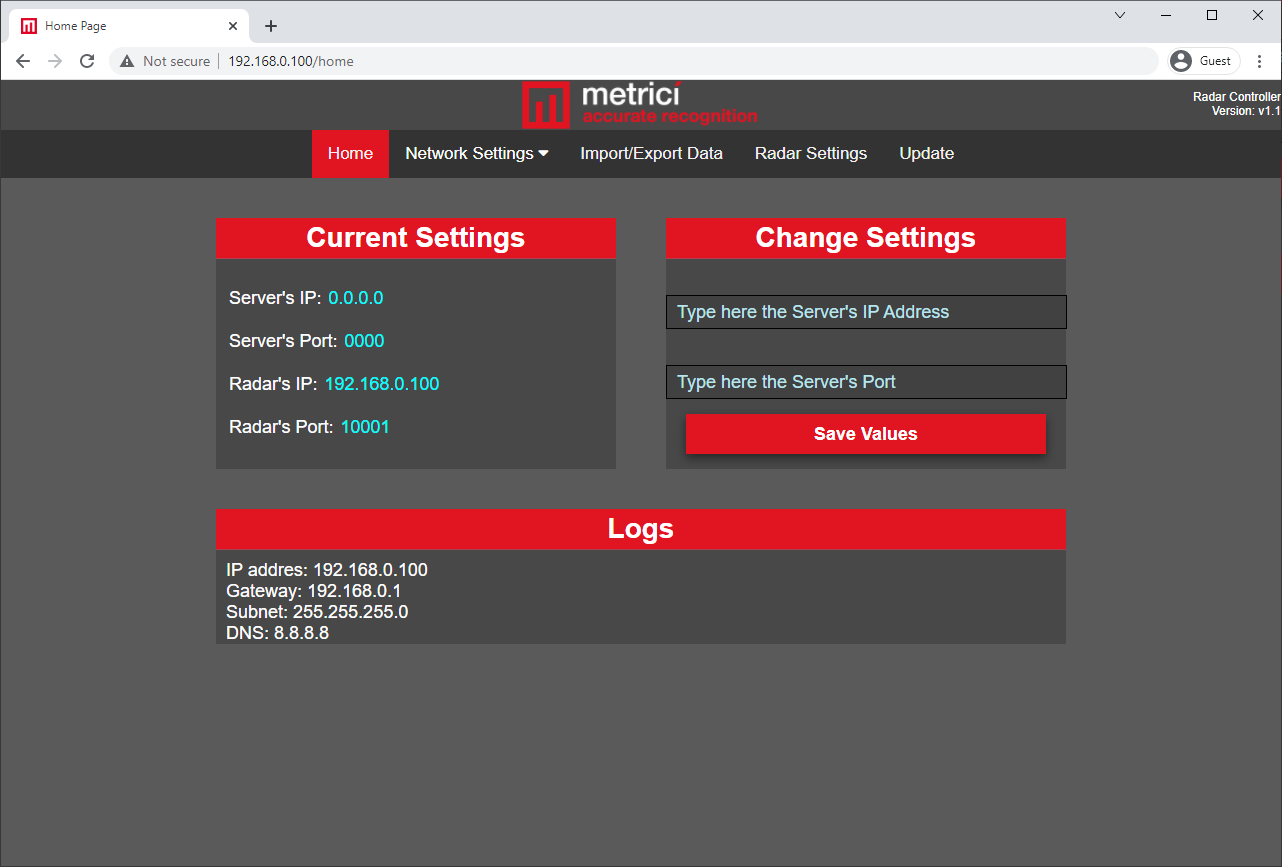 Home Page
Not secure
192.168.0.100/home
Guest
metrici
accurate recognition
Radar Controller
Version: v1.1
Home
Network Settings
Import/Export Data
Radar Settings
Update
Current Settings
Server's IP: 0.0.0.0
Server's Port: 0000
Radar's IP: 192.168.0.100
Radar's Port: 10001
Change Settings
Type here the Server's IP Address
Type here the Server's Port
Save Values
Logs
IP addres: 192.168.0.100
Gateway: 192.168.0.1
Subnet: 255.255.255.0
DNS: 8.8.8.8